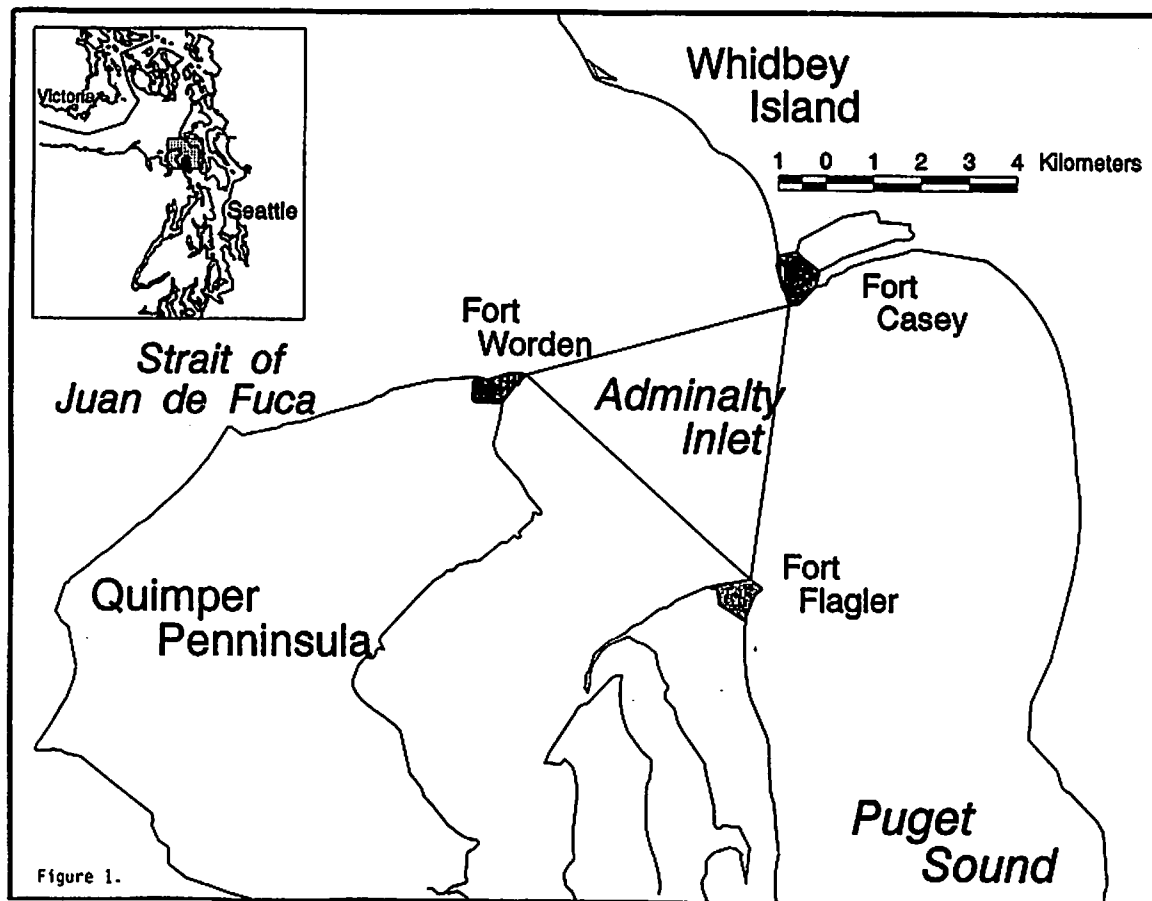 Victoria
Seattle
Whidbey
Island
1 0 1 2 3 4 Kilometers
Fort
Casey
Fort
Worden
Strait of
Juan de Fuca
Adminalty
Inlet
Fort
Flagler
Quimper
Penninsula
Puget
Sound
Figure 1.